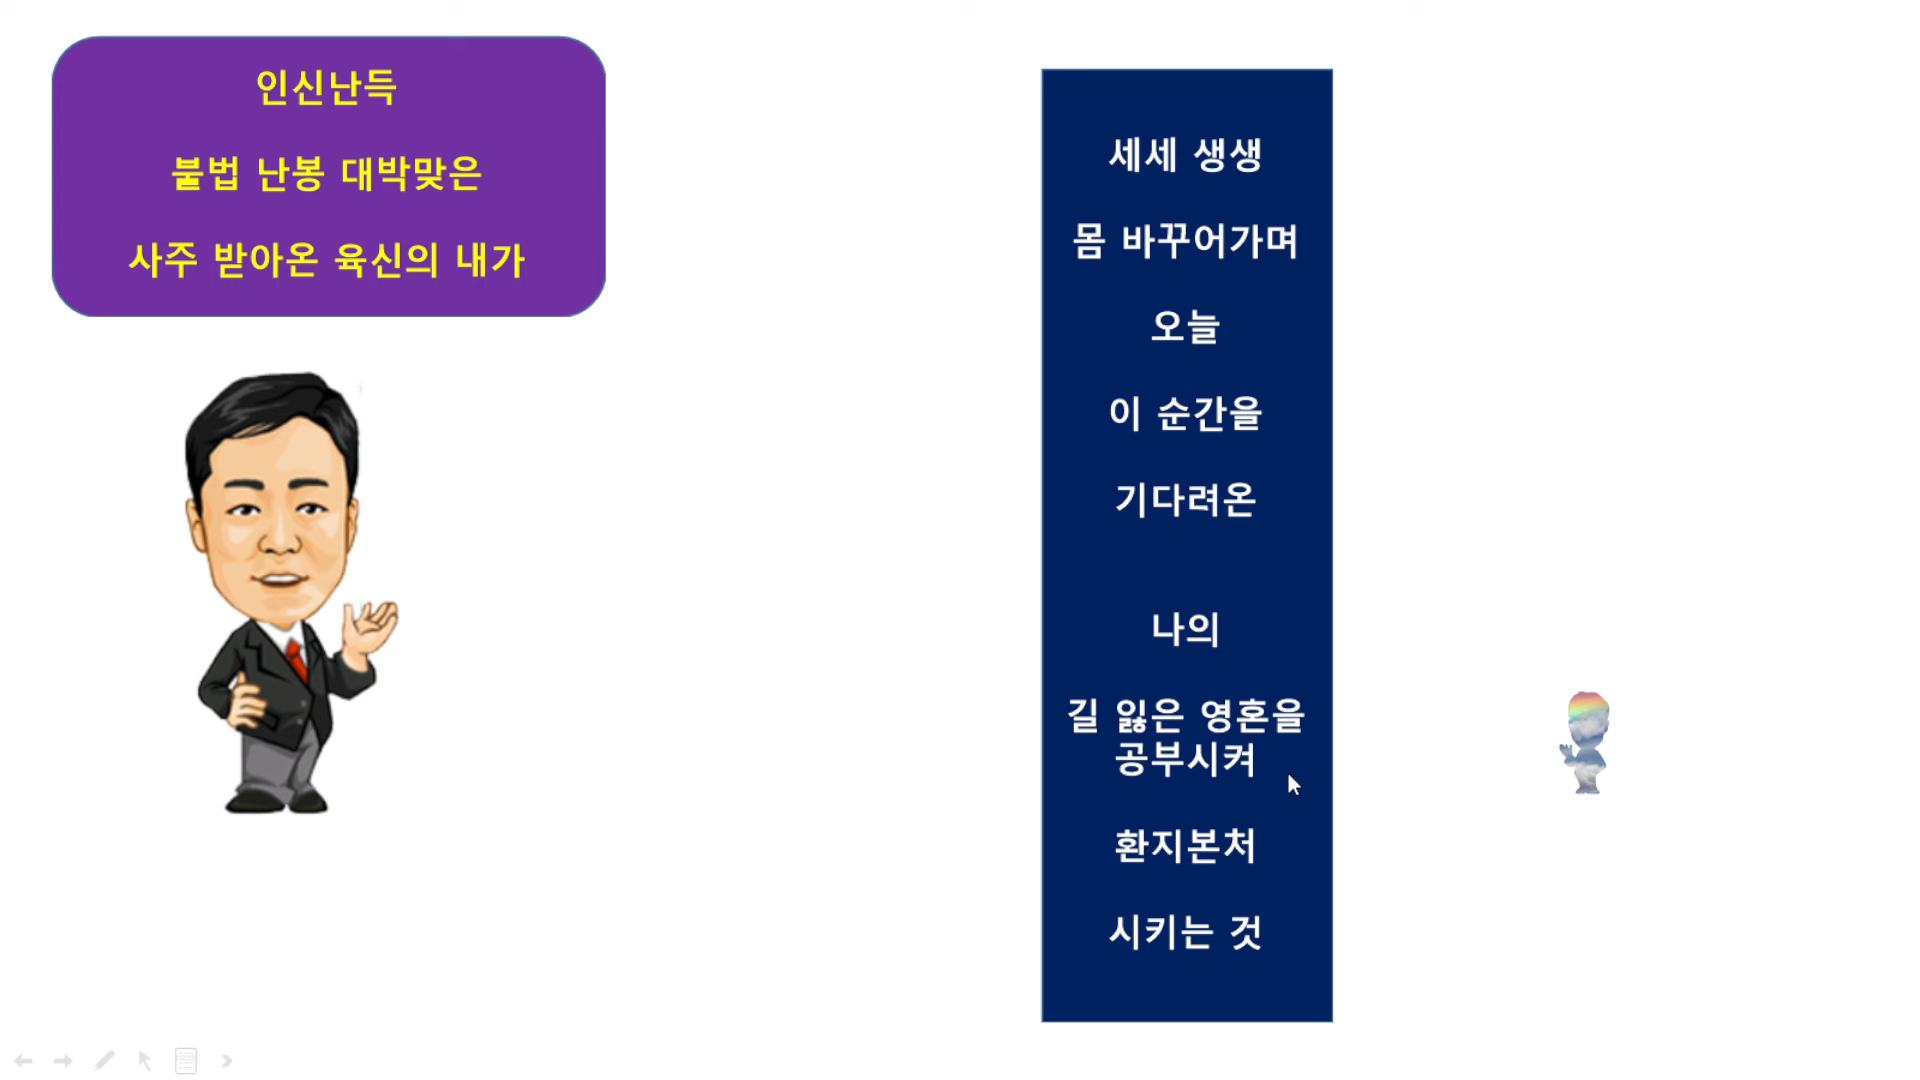 인신난득
불법 난봉 대박맞은
사주 받아온 육신의 내가
세세 생생
몸 바꾸어가며
오늘
이 순간을
기다려온
나의
길 잃은 영혼을
공부시켜
환지본처
시키는 것